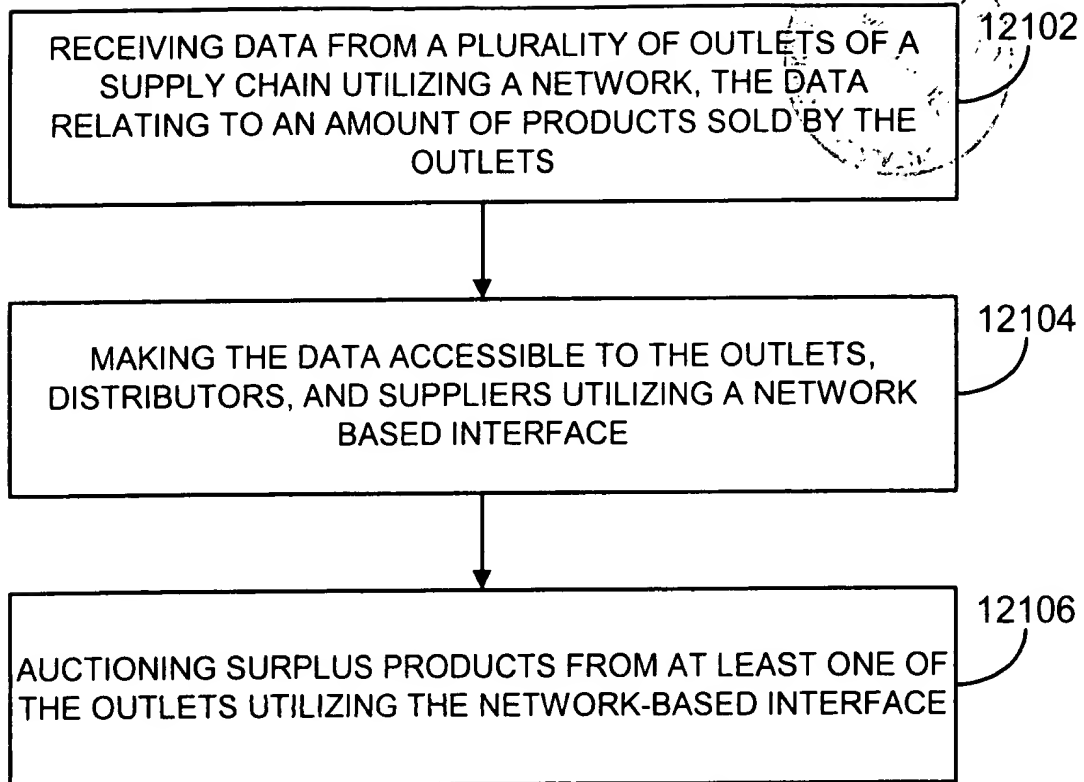 RECEIVING DATA FROM A PLURALITY OF OUTLETS OF A
SUPPLY CHAIN UTILIZING A NETWORK, THE DATA
RELATING TO AN AMOUNT OF PRODUCTS SOLD BY THE
OUTLETS
12102
MAKING THE DATA ACCESSIBLE TO THE OUTLETS,
DISTRIBUTORS, AND SUPPLIERS UTILIZING A NETWORK
BASED INTERFACE
12104
AUCTIONING SURPLUS PRODUCTS FROM AT LEAST ONE OF
THE OUTLETS UTILIZING THE NETWORK-BASED INTERFACE
12106